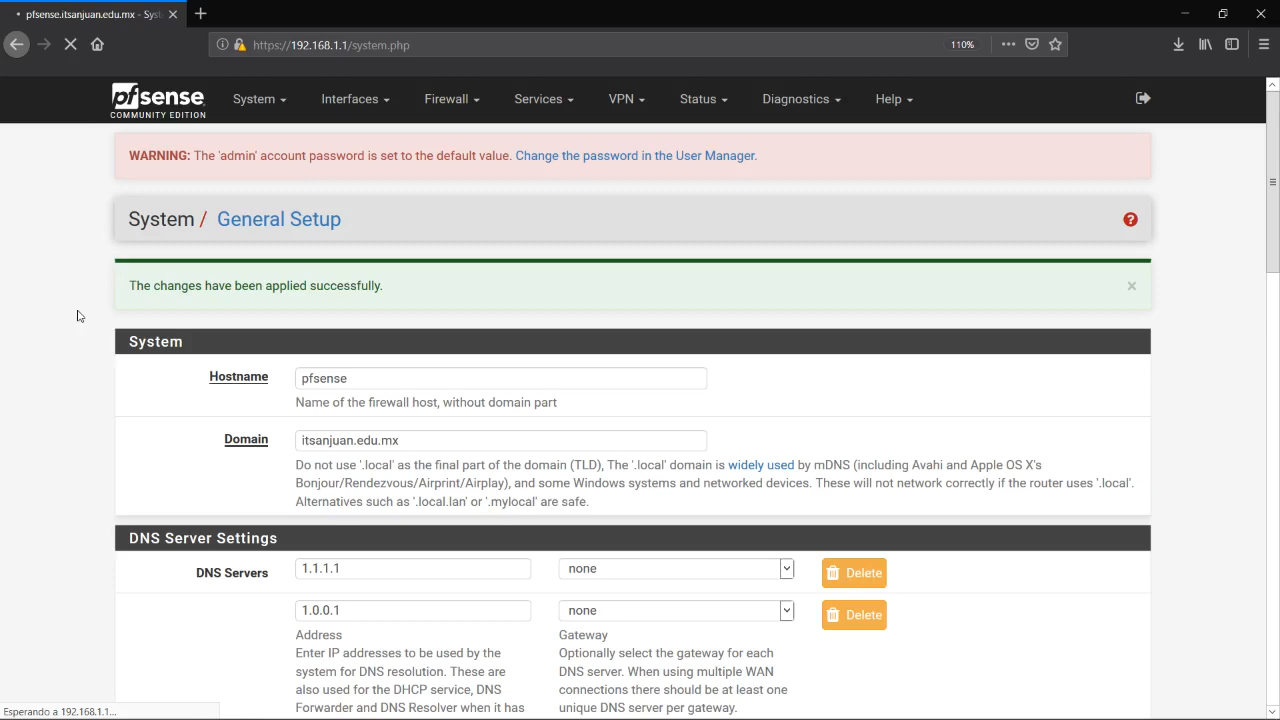 pfsense.itsanjuan.edu.mx - Syst
https://192.168.1.1/system.php
110%
pfsense
COMMUNITY EDITION
System
Interfaces
Firewall
Services
VPN
Status
Diagnostics
Help
WARNING: The 'admin' account password is set to the default value. Change the password in the User Manager.
System / General Setup
The changes have been applied successfully.
System
Hostname
pfsense
Name of the firewall host, without domain part
Domain
itsanjuan.edu.mx
Do not use '.local' as the final part of the domain (TLD), The '.local' domain is widely used by mDNS (including Avahi and Apple OS X's
Bonjour/Rendezvous/Airprint/Airplay), and some Windows systems and networked devices. These will not network correctly if the router uses '.local'.
Alternatives such as '.local.lan' or '.mylocal' are safe.
DNS Server Settings
DNS Servers
1.1.1.1
none
Delete
1.0.0.1
none
Delete
Address
Enter IP addresses to be used by the
system for DNS resolution. These are
also used for the DHCP service, DNS
Forwarder and DNS Resolver when it has
Gateway
Optionally select the gateway for each
DNS server. When using multiple WAN
connections there should be at least one
unique DNS server per gateway.
Esperando a 192.168.1.1...